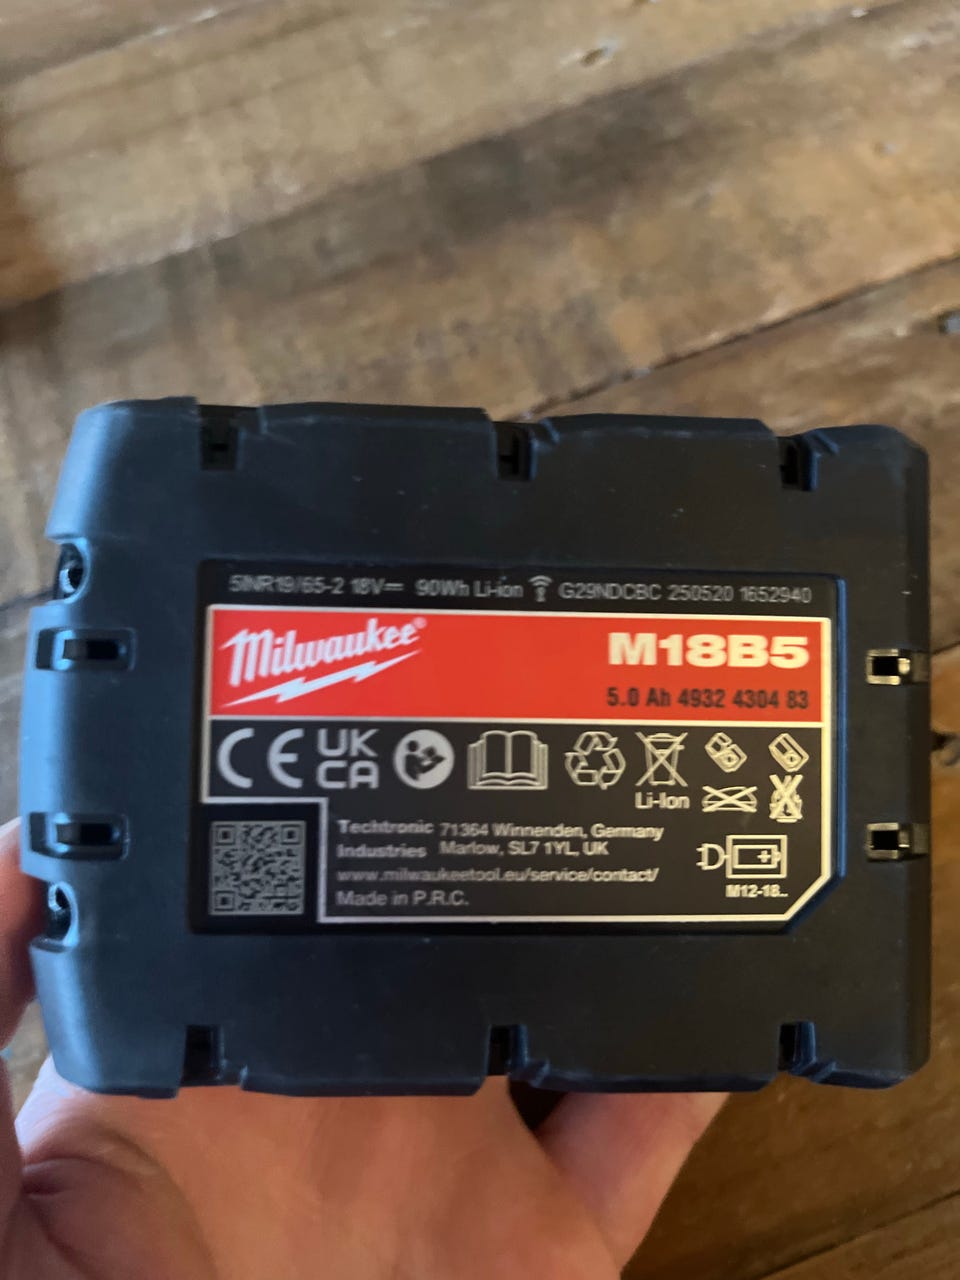 5INR19/65-2 18V⎓ 90Wh Li-ion G29NDCBC 250520 1652940
Milwaukee®
M18B5
5.0 Ah 4932 4304 83
CE UK CA
Li-Ion
Techtronic Industries
71364 Winnenden, Germany
Marlow, SL7 1YL, UK
www.milwaukeetool.eu/service/contact/
Made in P.R.C.
M12-18..